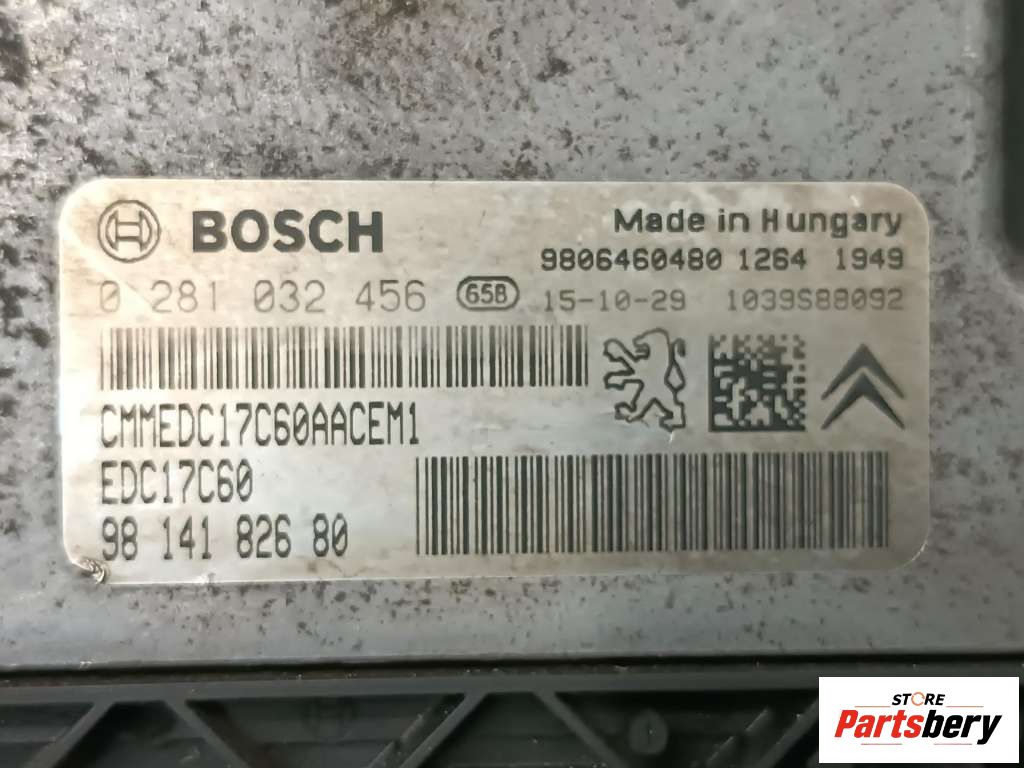 BOSCH
Made in Hungary
9806460480 1264 1949
0 281 032 456 65B 15-10-29 1039S88092
CMMEDC17C60AACEM1
EDC17C60
98 141 826 80
STORE
Partsbery